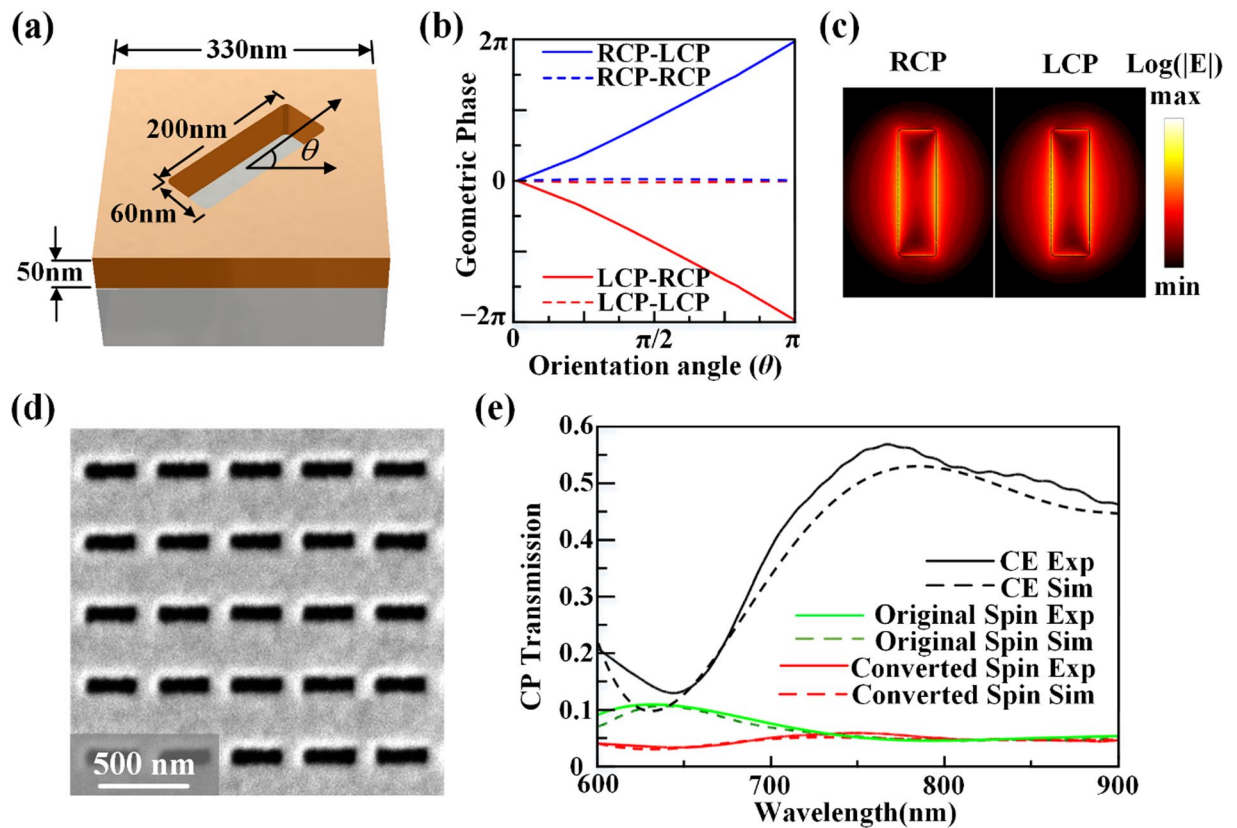 (a)
330nm
200nm
θ
60nm
50nm
(b)
2π
RCP-LCP
RCP-RCP
Geometric Phase
0
LCP-RCP
LCP-LCP
−2π
0
π/2
π
Orientation angle (θ)
(c)
RCP
LCP
Log(|E|)
max
min
(d)
500 nm
(e)
0.6
0.5
0.4
0.3
0.2
0.1
0
CP Transmission
CE Exp
CE Sim
Original Spin Exp
Original Spin Sim
Converted Spin Exp
Converted Spin Sim
600
700
800
900
Wavelength(nm)